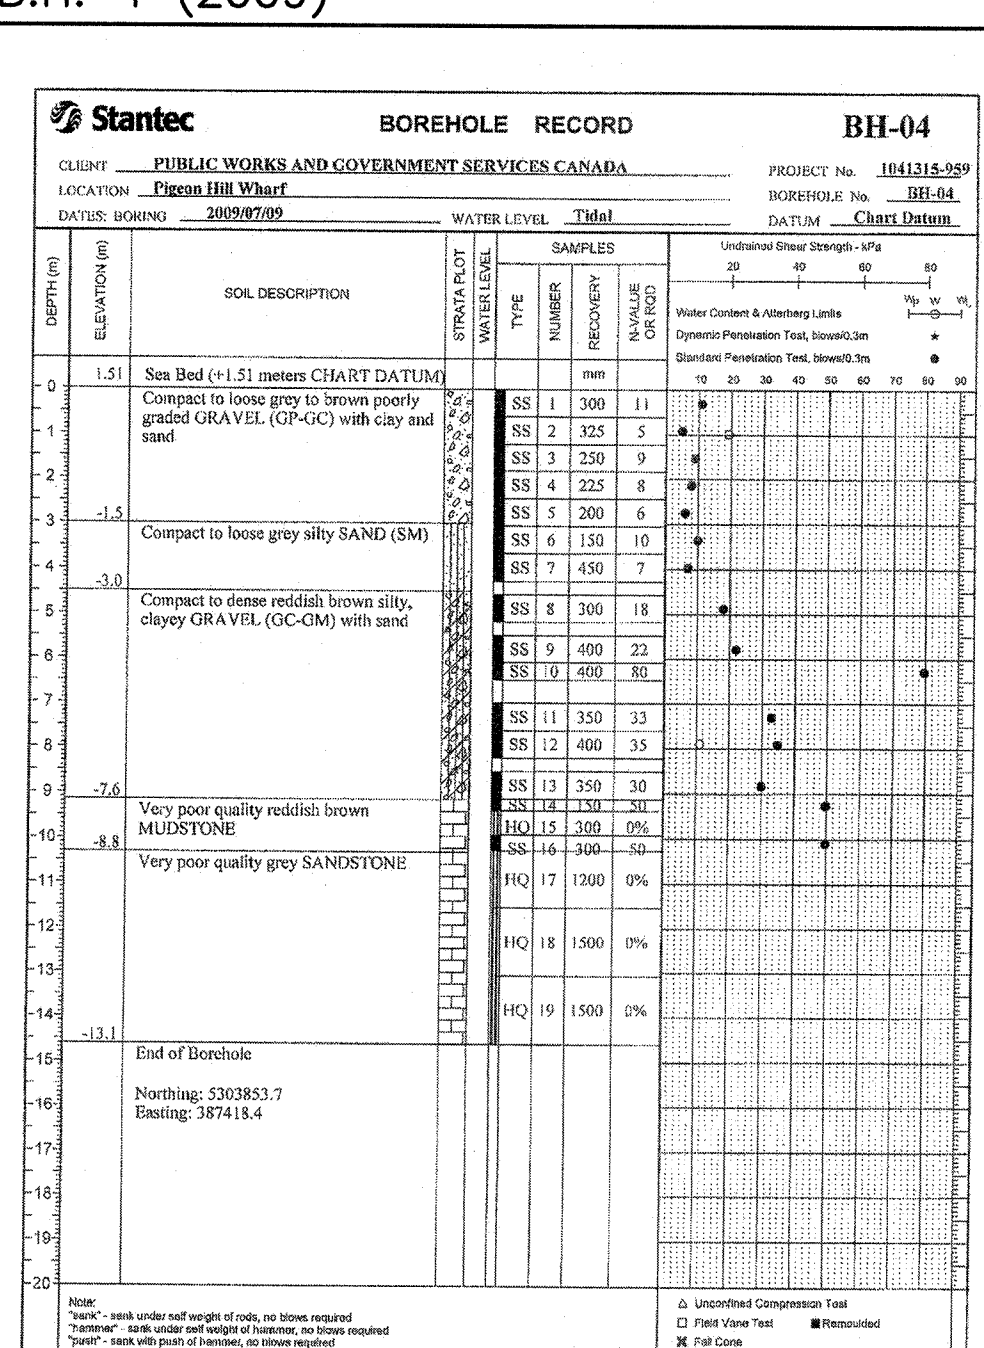 B.H. 4 (2009)
Stantec
BOREHOLE RECORD
BH-04
CLIENT PUBLIC WORKS AND GOVERNMENT SERVICES CANADA
PROJECT No. 1041315-959
LOCATION Pigeon Hill Wharf
BOREHOLE No. BH-04
DATES: BORING 2009/07/09
WATER LEVEL Tidal
DATUM Chart Datum
DEPTH (m)
ELEVATION (m)
SOIL DESCRIPTION
STRATA PLOT
WATER LEVEL
SAMPLES
TYPE
NUMBER
RECOVERY
N-VALUE OR RQD
Undrained Shear Strength - kPa
20 40 60 80
Water Content & Atterberg Limits
Wp W WL
Dynamic Penetration Test, blows/0.3m ★
Standard Penetration Test, blows/0.3m ●
mm
10 20 30 40 50 60 70 80 90
0
1.51 Sea Bed (+1.51 meters CHART DATUM)
Compact to loose grey to brown poorly
graded GRAVEL (GP-GC) with clay and
sand
SS 1 300 11
1
SS 2 325 5
SS 3 250 9
2
SS 4 225 8
SS 5 200 6
3
-1.5
Compact to loose grey silty SAND (SM)
SS 6 150 10
4
SS 7 450 7
-3.0
Compact to dense reddish brown silty,
clayey GRAVEL (GC-GM) with sand
5
SS 8 300 18
6
SS 9 400 22
SS 10 400 80
7
SS 11 350 33
8
SS 12 400 35
9
SS 13 350 30
-7.6
Very poor quality reddish brown
MUDSTONE
SS 14 150 50
HQ 15 300 0%
10
-8.8
SS 16 300 50
Very poor quality grey SANDSTONE
11
HQ 17 1200 0%
12
HQ 18 1500 0%
13
14
HQ 19 1500 0%
-13.1
15
End of Borehole
16
Northing: 5303853.7
Easting: 387418.4
17
18
19
20
Note:
"sank" - sank under self weight of rods, no blows required
"hammer" - sank under self weight of hammer, no blows required
"push" - sank with push of hammer, no blows required
△ Unconfined Compression Test
□ Field Vane Test ■ Remoulded
Fall Cone